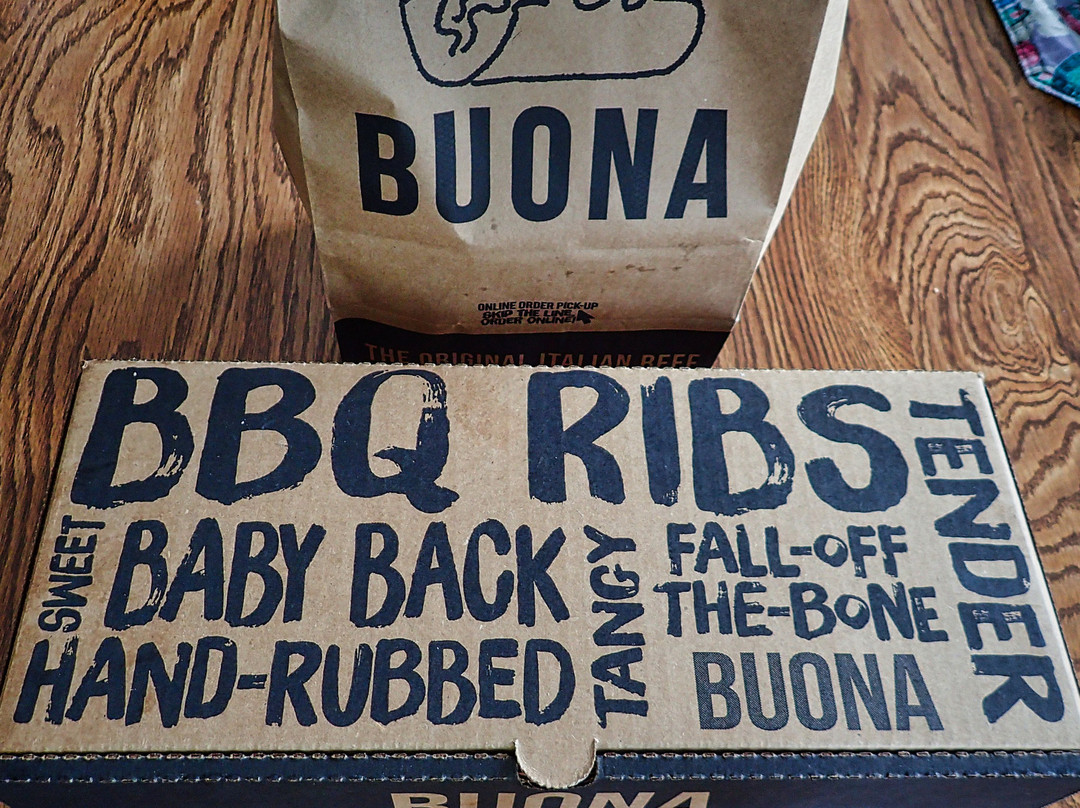 BUONA
ONLINE ORDER PICK-UP
SKIP THE LINE,
ORDER ONLINE!
THE ORIGINAL ITALIAN BEEF
BBQ RIBS
TENDER
SWEET
BABY BACK
TANGY
FALL-OFF
THE-BONE
HAND-RUBBED
BUONA
BUONA